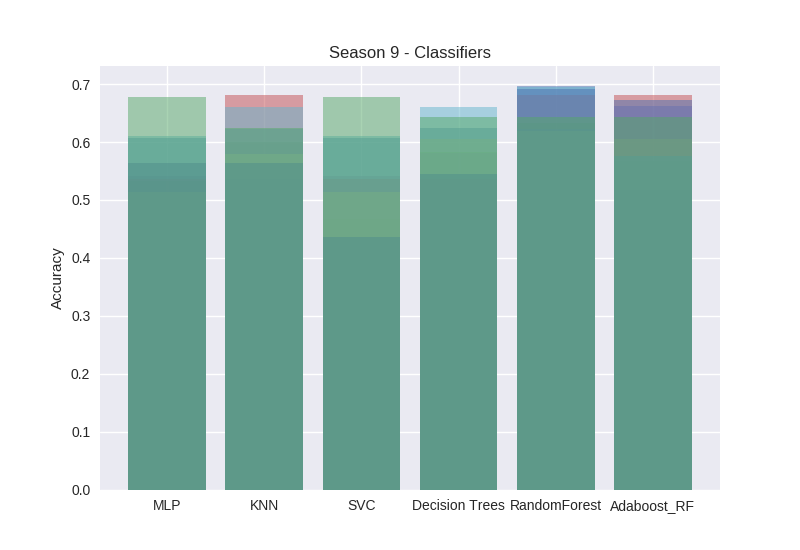 Season 9 - Classifiers
0.7
0.6
0.5
0.4
0.3
0.2
0.1
0.0
Accuracy
MLP KNN SVC Decision Trees RandomForest Adaboost_RF